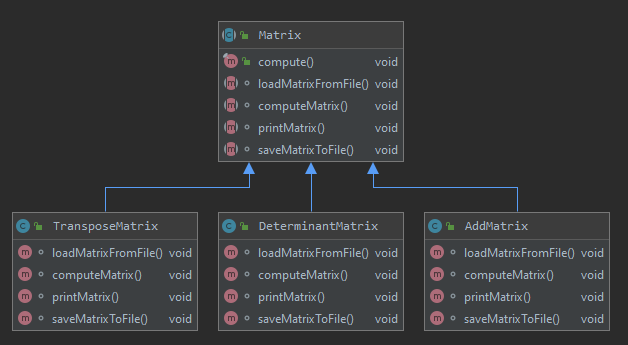 Matrix
compute() void
loadMatrixFromFile() void
computeMatrix() void
printMatrix() void
saveMatrixToFile() void
TransposeMatrix
loadMatrixFromFile() void
computeMatrix() void
printMatrix() void
saveMatrixToFile() void
DeterminantMatrix
loadMatrixFromFile() void
computeMatrix() void
printMatrix() void
saveMatrixToFile() void
AddMatrix
loadMatrixFromFile() void
computeMatrix() void
printMatrix() void
saveMatrixToFile() void